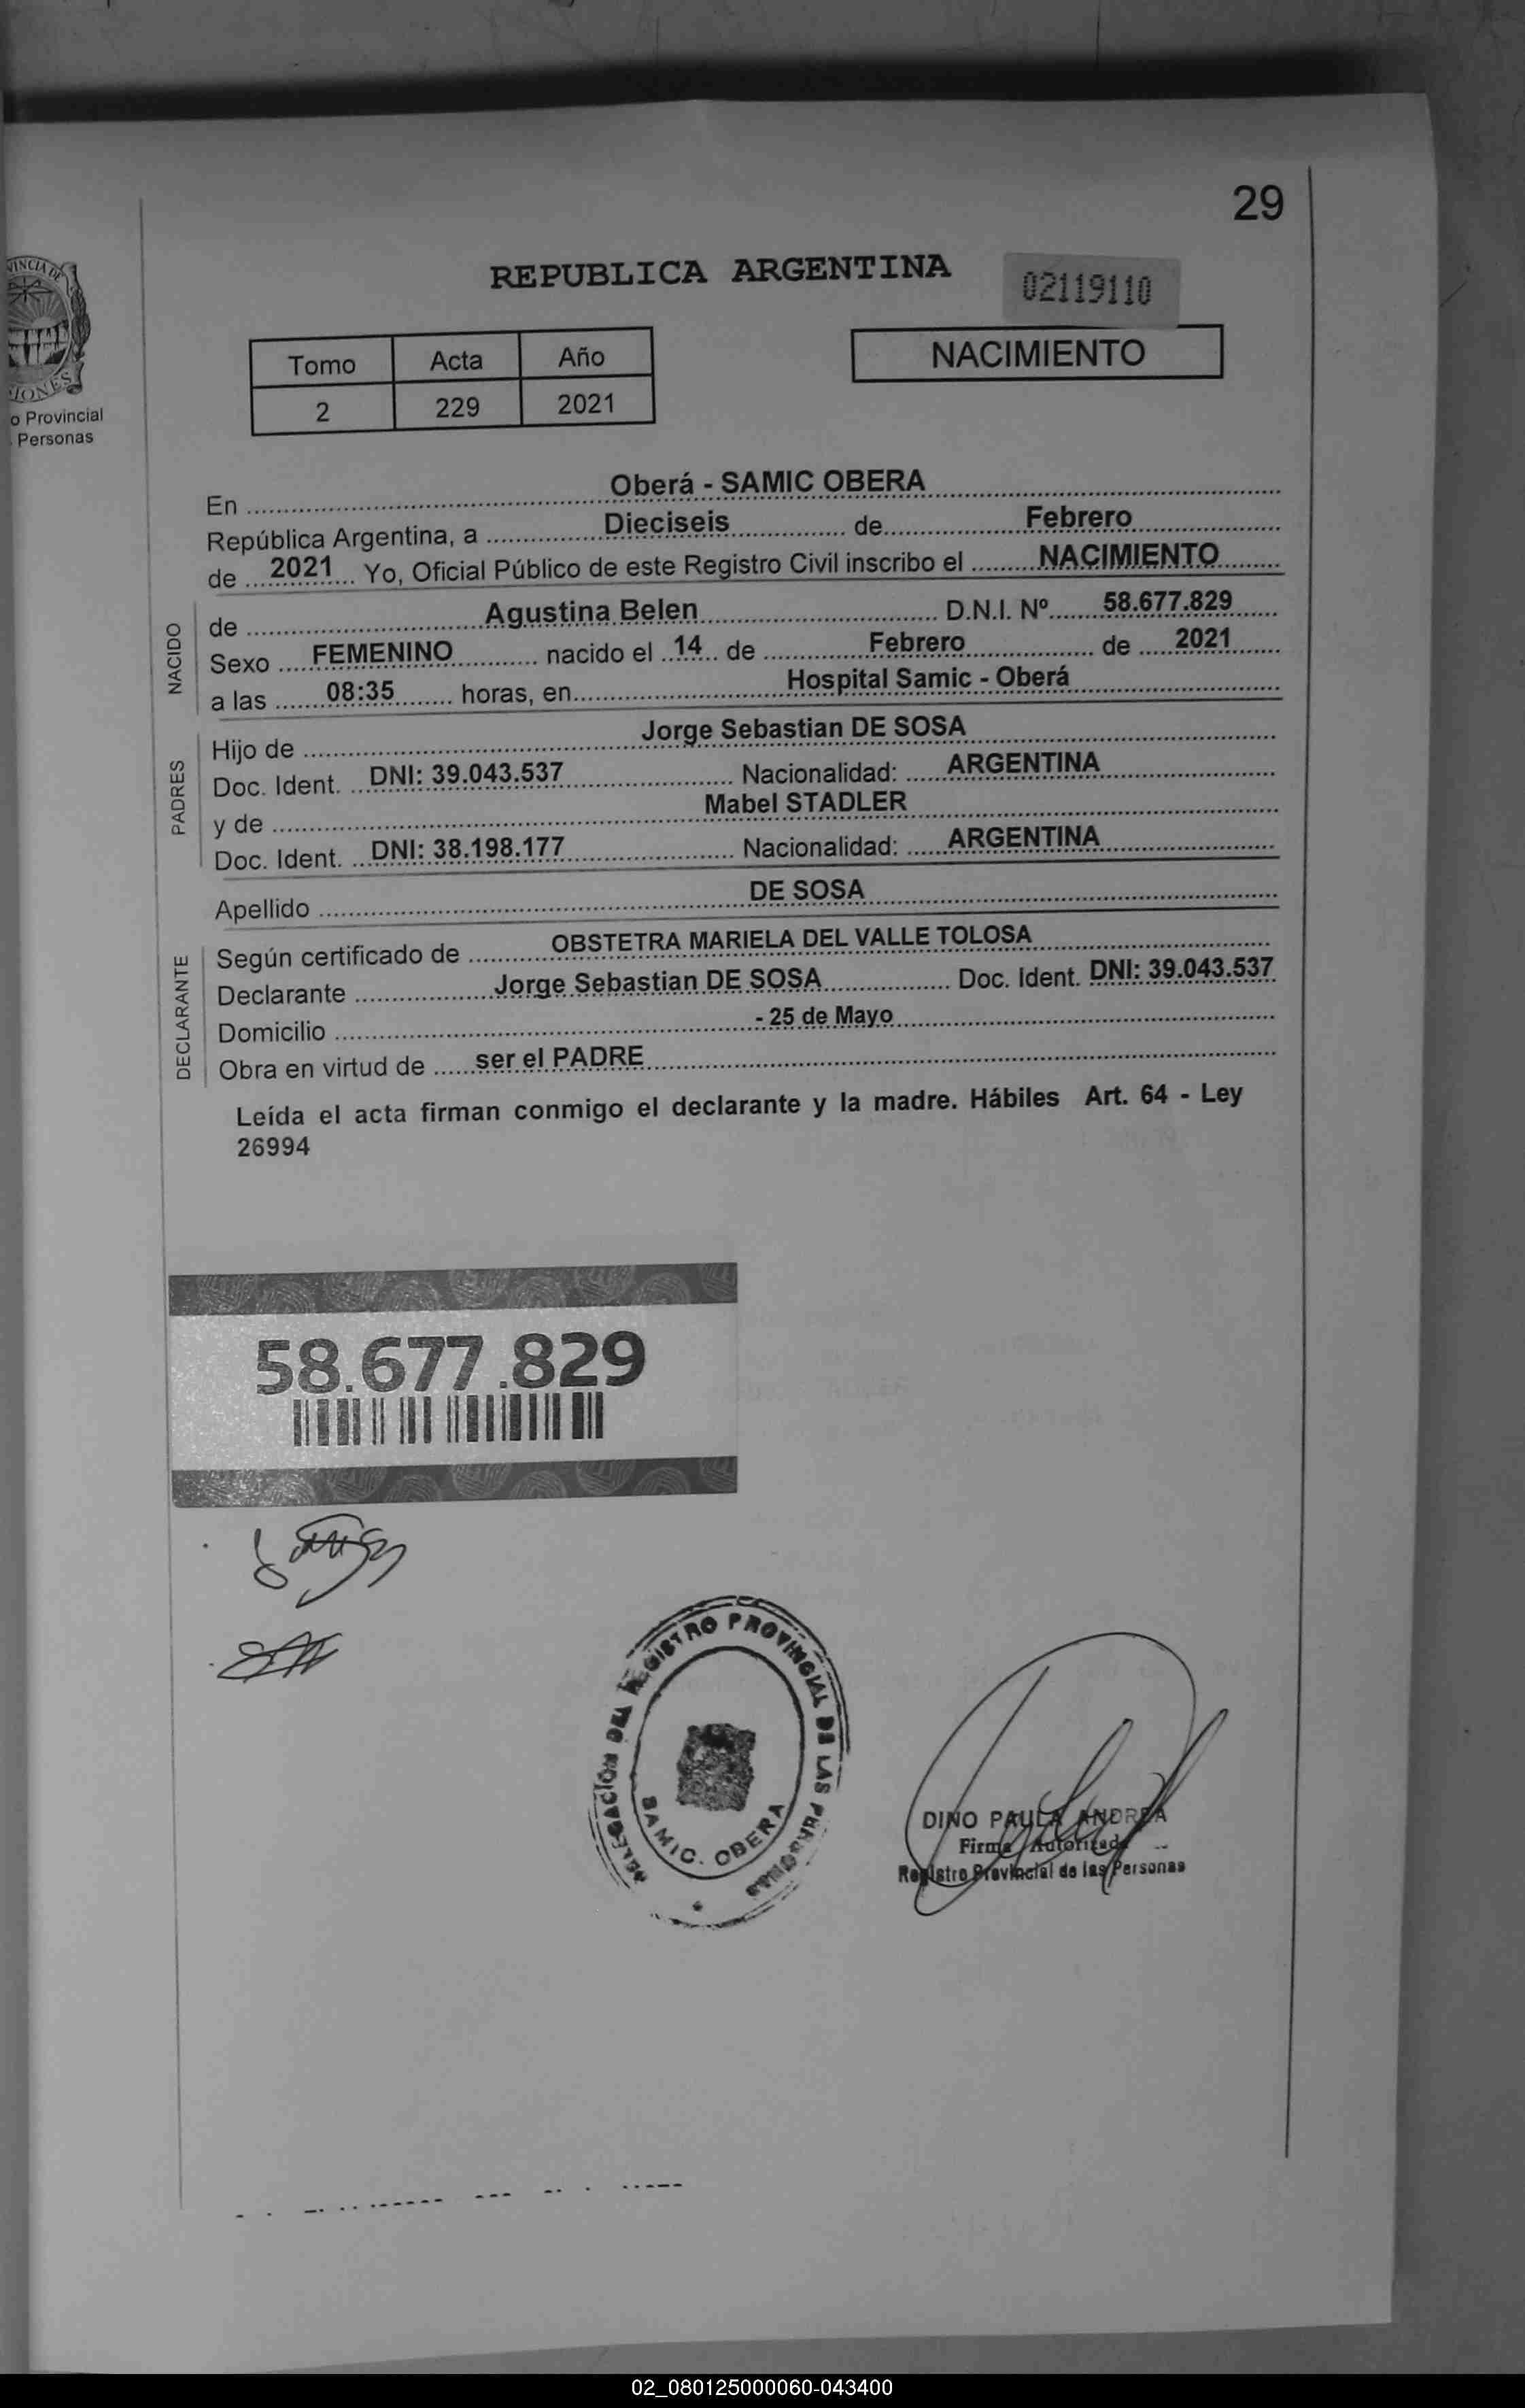 29
REPUBLICA ARGENTINA
02119110
Tomo Acta Año
2 229 2021
NACIMIENTO
VINCIA DE
IONES
o Provincial
Personas
En Oberá - SAMIC OBERA
República Argentina, a Dieciseis de Febrero
de 2021 Yo, Oficial Público de este Registro Civil inscribo el NACIMIENTO
NACIDO
de Agustina Belen D.N.I. Nº 58.677.829
Sexo FEMENINO nacido el 14 de Febrero de 2021
a las 08:35 horas, en Hospital Samic - Oberá
PADRES
Hijo de Jorge Sebastian DE SOSA
Doc. Ident. DNI: 39.043.537 Nacionalidad: ARGENTINA
y de Mabel STADLER
Doc. Ident. DNI: 38.198.177 Nacionalidad: ARGENTINA
Apellido DE SOSA
DECLARANTE
Según certificado de OBSTETRA MARIELA DEL VALLE TOLOSA
Declarante Jorge Sebastian DE SOSA Doc. Ident. DNI: 39.043.537
Domicilio - 25 de Mayo
Obra en virtud de ser el PADRE
Leída el acta firman conmigo el declarante y la madre. Hábiles Art. 64 - Ley
26994
58.677.829
DELEGACIÓN DEL REGISTRO PROVINCIAL DE LAS PERSONAS
SAMIC. OBERA
DINO PAULA ANDREA
Firma Autorizada
Registro Provincial de las Personas
02_080125000060-043400